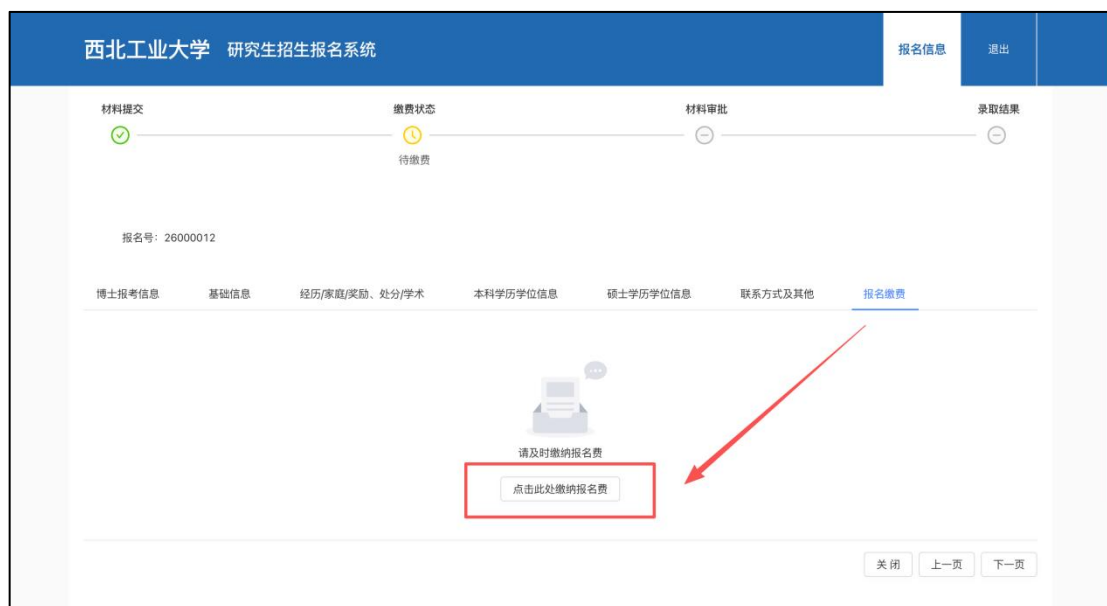 西北工业大学 研究生招生报名系统 报名信息 退出
材料提交 缴费状态 材料审批 录取结果
待缴费
报名号：26000012
博士报考信息 基础信息 经历/家庭/奖励、处分/学术 本科学历学位信息 硕士学历学位信息 联系方式及其他 报名缴费
请及时缴纳报名费
点击此处缴纳报名费
关 闭 上一页 下一页